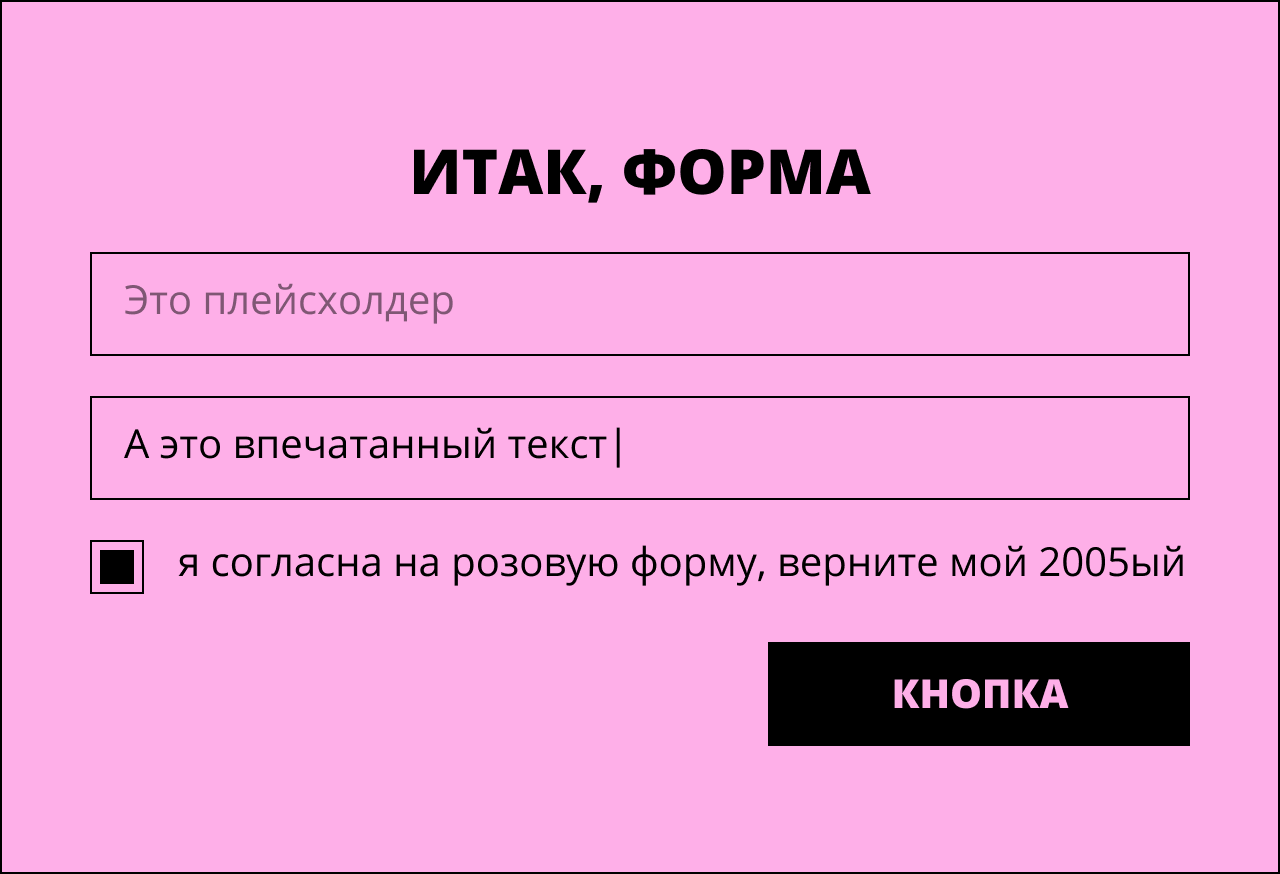 ИТАК, ФОРМА
Это плейсхолдер
А это впечатанный текст|
я согласна на розовую форму, верните мой 2005ый
КНОПКА